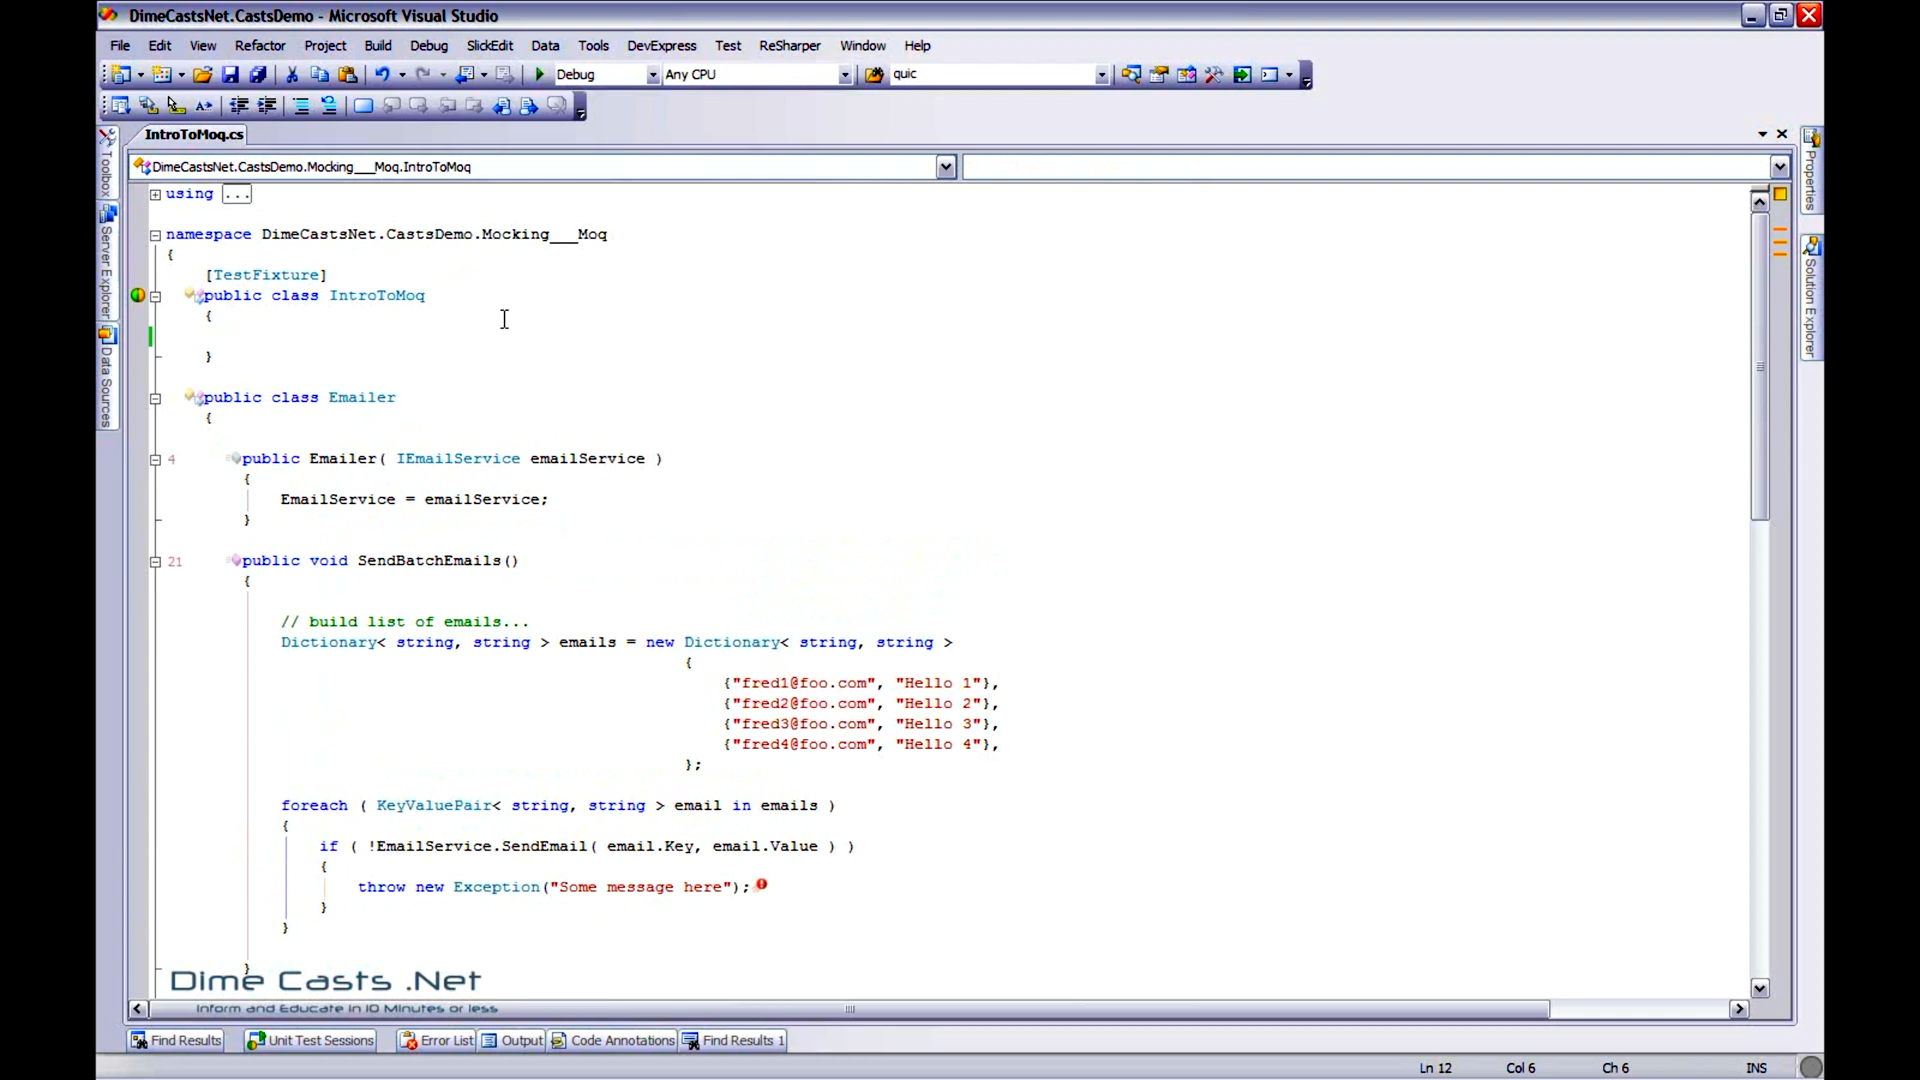 DimeCastsNet.CastsDemo - Microsoft Visual Studio
File Edit View Refactor Project Build Debug SlickEdit Data Tools DevExpress Test ReSharper Window Help
Debug Any CPU quic
IntroToMoq.cs
DimeCastsNet.CastsDemo.Mocking___Moq.IntroToMoq
Toolbox
Server Explorer
Data Sources
Properties
Solution Explorer
using ...
namespace DimeCastsNet.CastsDemo.Mocking___Moq
{
[TestFixture]
public class IntroToMoq
{
}
public class Emailer
{
4 public Emailer( IEmailService emailService )
{
EmailService = emailService;
}
21 public void SendBatchEmails()
{
// build list of emails...
Dictionary< string, string > emails = new Dictionary< string, string >
{
{"fred1@foo.com", "Hello 1"},
{"fred2@foo.com", "Hello 2"},
{"fred3@foo.com", "Hello 3"},
{"fred4@foo.com", "Hello 4"},
};
foreach ( KeyValuePair< string, string > email in emails )
{
if ( !EmailService.SendEmail( email.Key, email.Value ) )
{
throw new Exception("Some message here");
}
}
}
Dime Casts .Net
Inform and Educate in 10 Minutes or less
Find Results Unit Test Sessions Error List Output Code Annotations Find Results 1
Ln 12 Col 6 Ch 6 INS